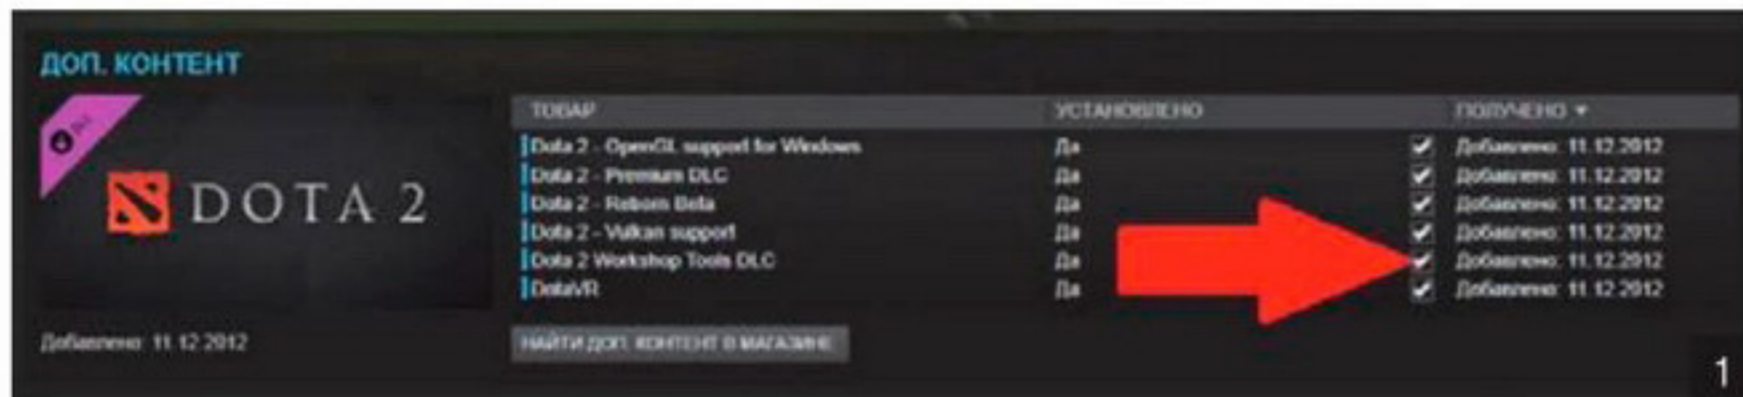 ДОП. КОНТЕНТ
DOTA 2
Добавлено: 11.12.2012
ТОВАР УСТАНОВЛЕНО ПОЛУЧЕНО
Dota 2 - OpenGL support for Windows Да Добавлено: 11.12.2012
Dota 2 - Premium DLC Да Добавлено: 11.12.2012
Dota 2 - Reborn Beta Да Добавлено: 11.12.2012
Dota 2 - Vulkan support Да Добавлено: 11.12.2012
Dota 2 Workshop Tools DLC Да Добавлено: 11.12.2012
DotaVR Да Добавлено: 11.12.2012
НАЙТИ ДОП. КОНТЕНТ В МАГАЗИНЕ
1